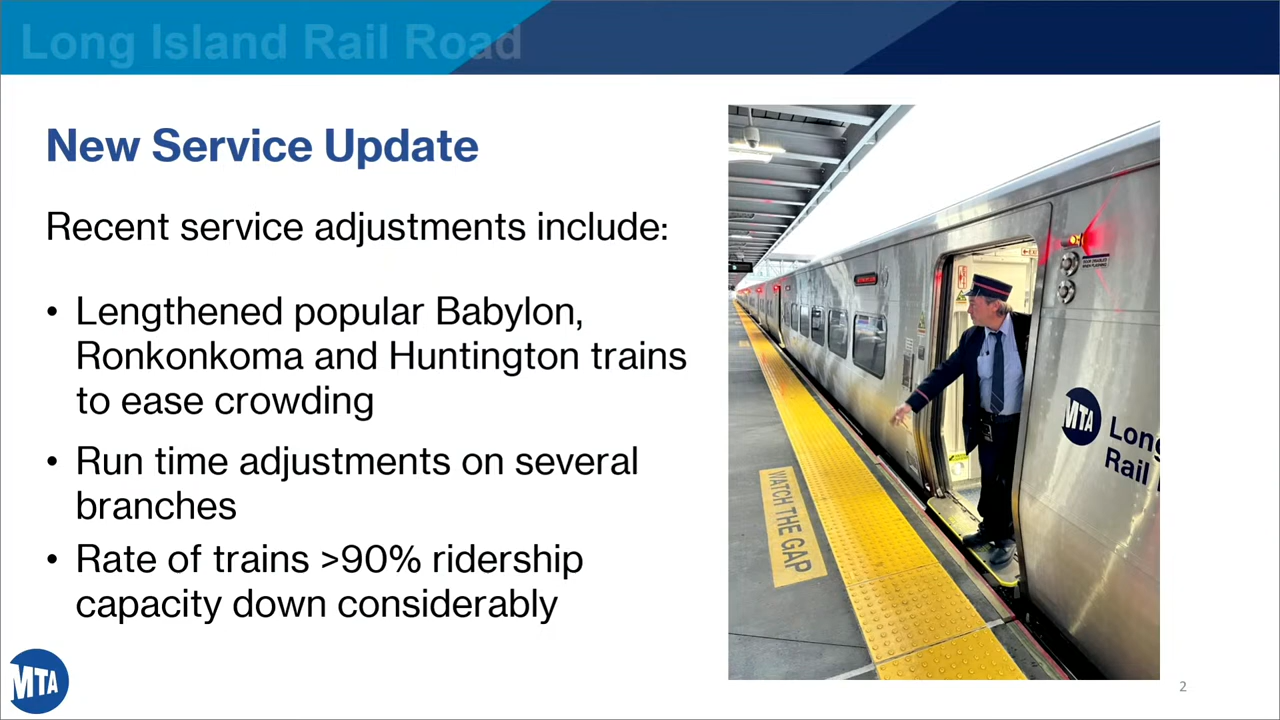 Long Island Rail Road
New Service Update
Recent service adjustments include:
• Lengthened popular Babylon,
Ronkonkoma and Huntington trains
to ease crowding
• Run time adjustments on several
branches
• Rate of trains >90% ridership
capacity down considerably
WATCH THE GAP
MTA
Long
Rail
MTA
2